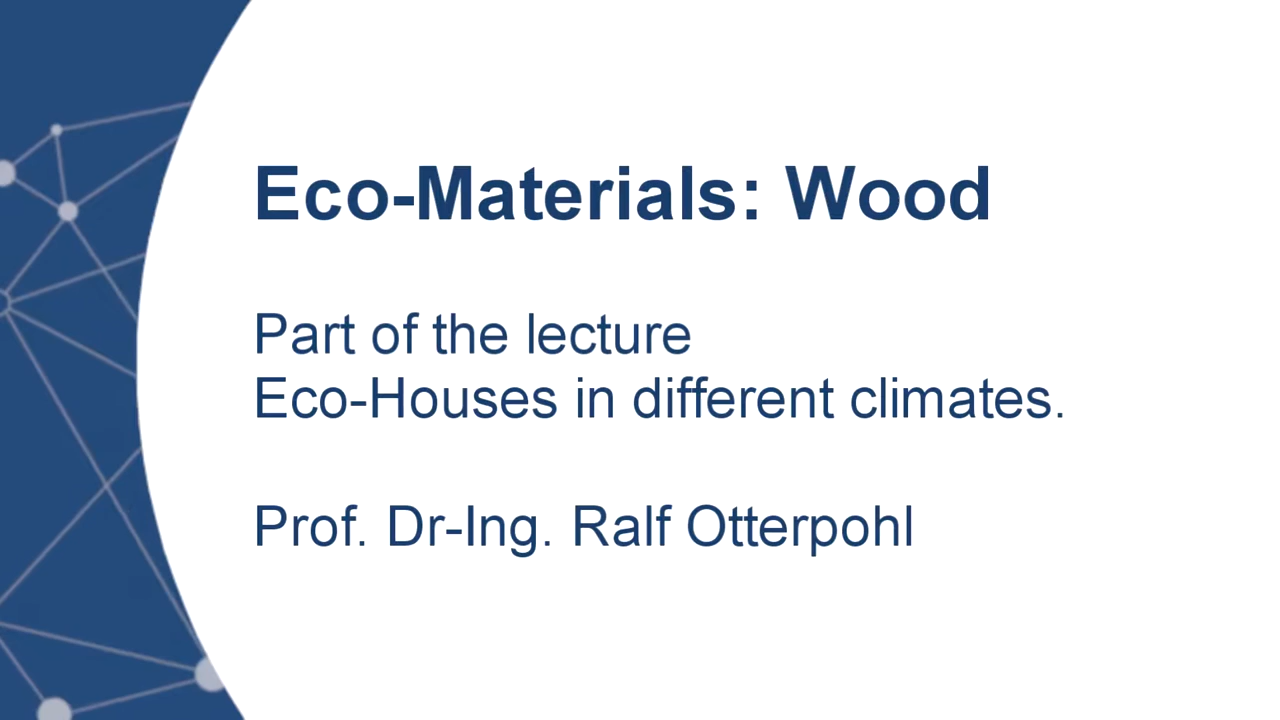 Eco-Materials: Wood
Part of the lecture
Eco-Houses in different climates.
Prof. Dr-Ing. Ralf Otterpohl